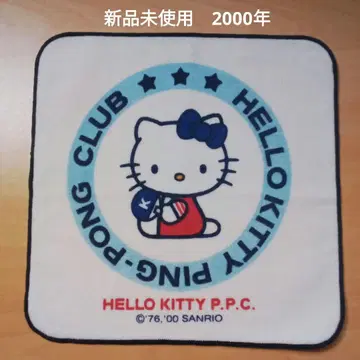 新品未使用　2000年
HELLO KITTY PING-PONG CLUB ★★★
K
HELLO KITTY P.P.C.
©'76,'00 SANRIO